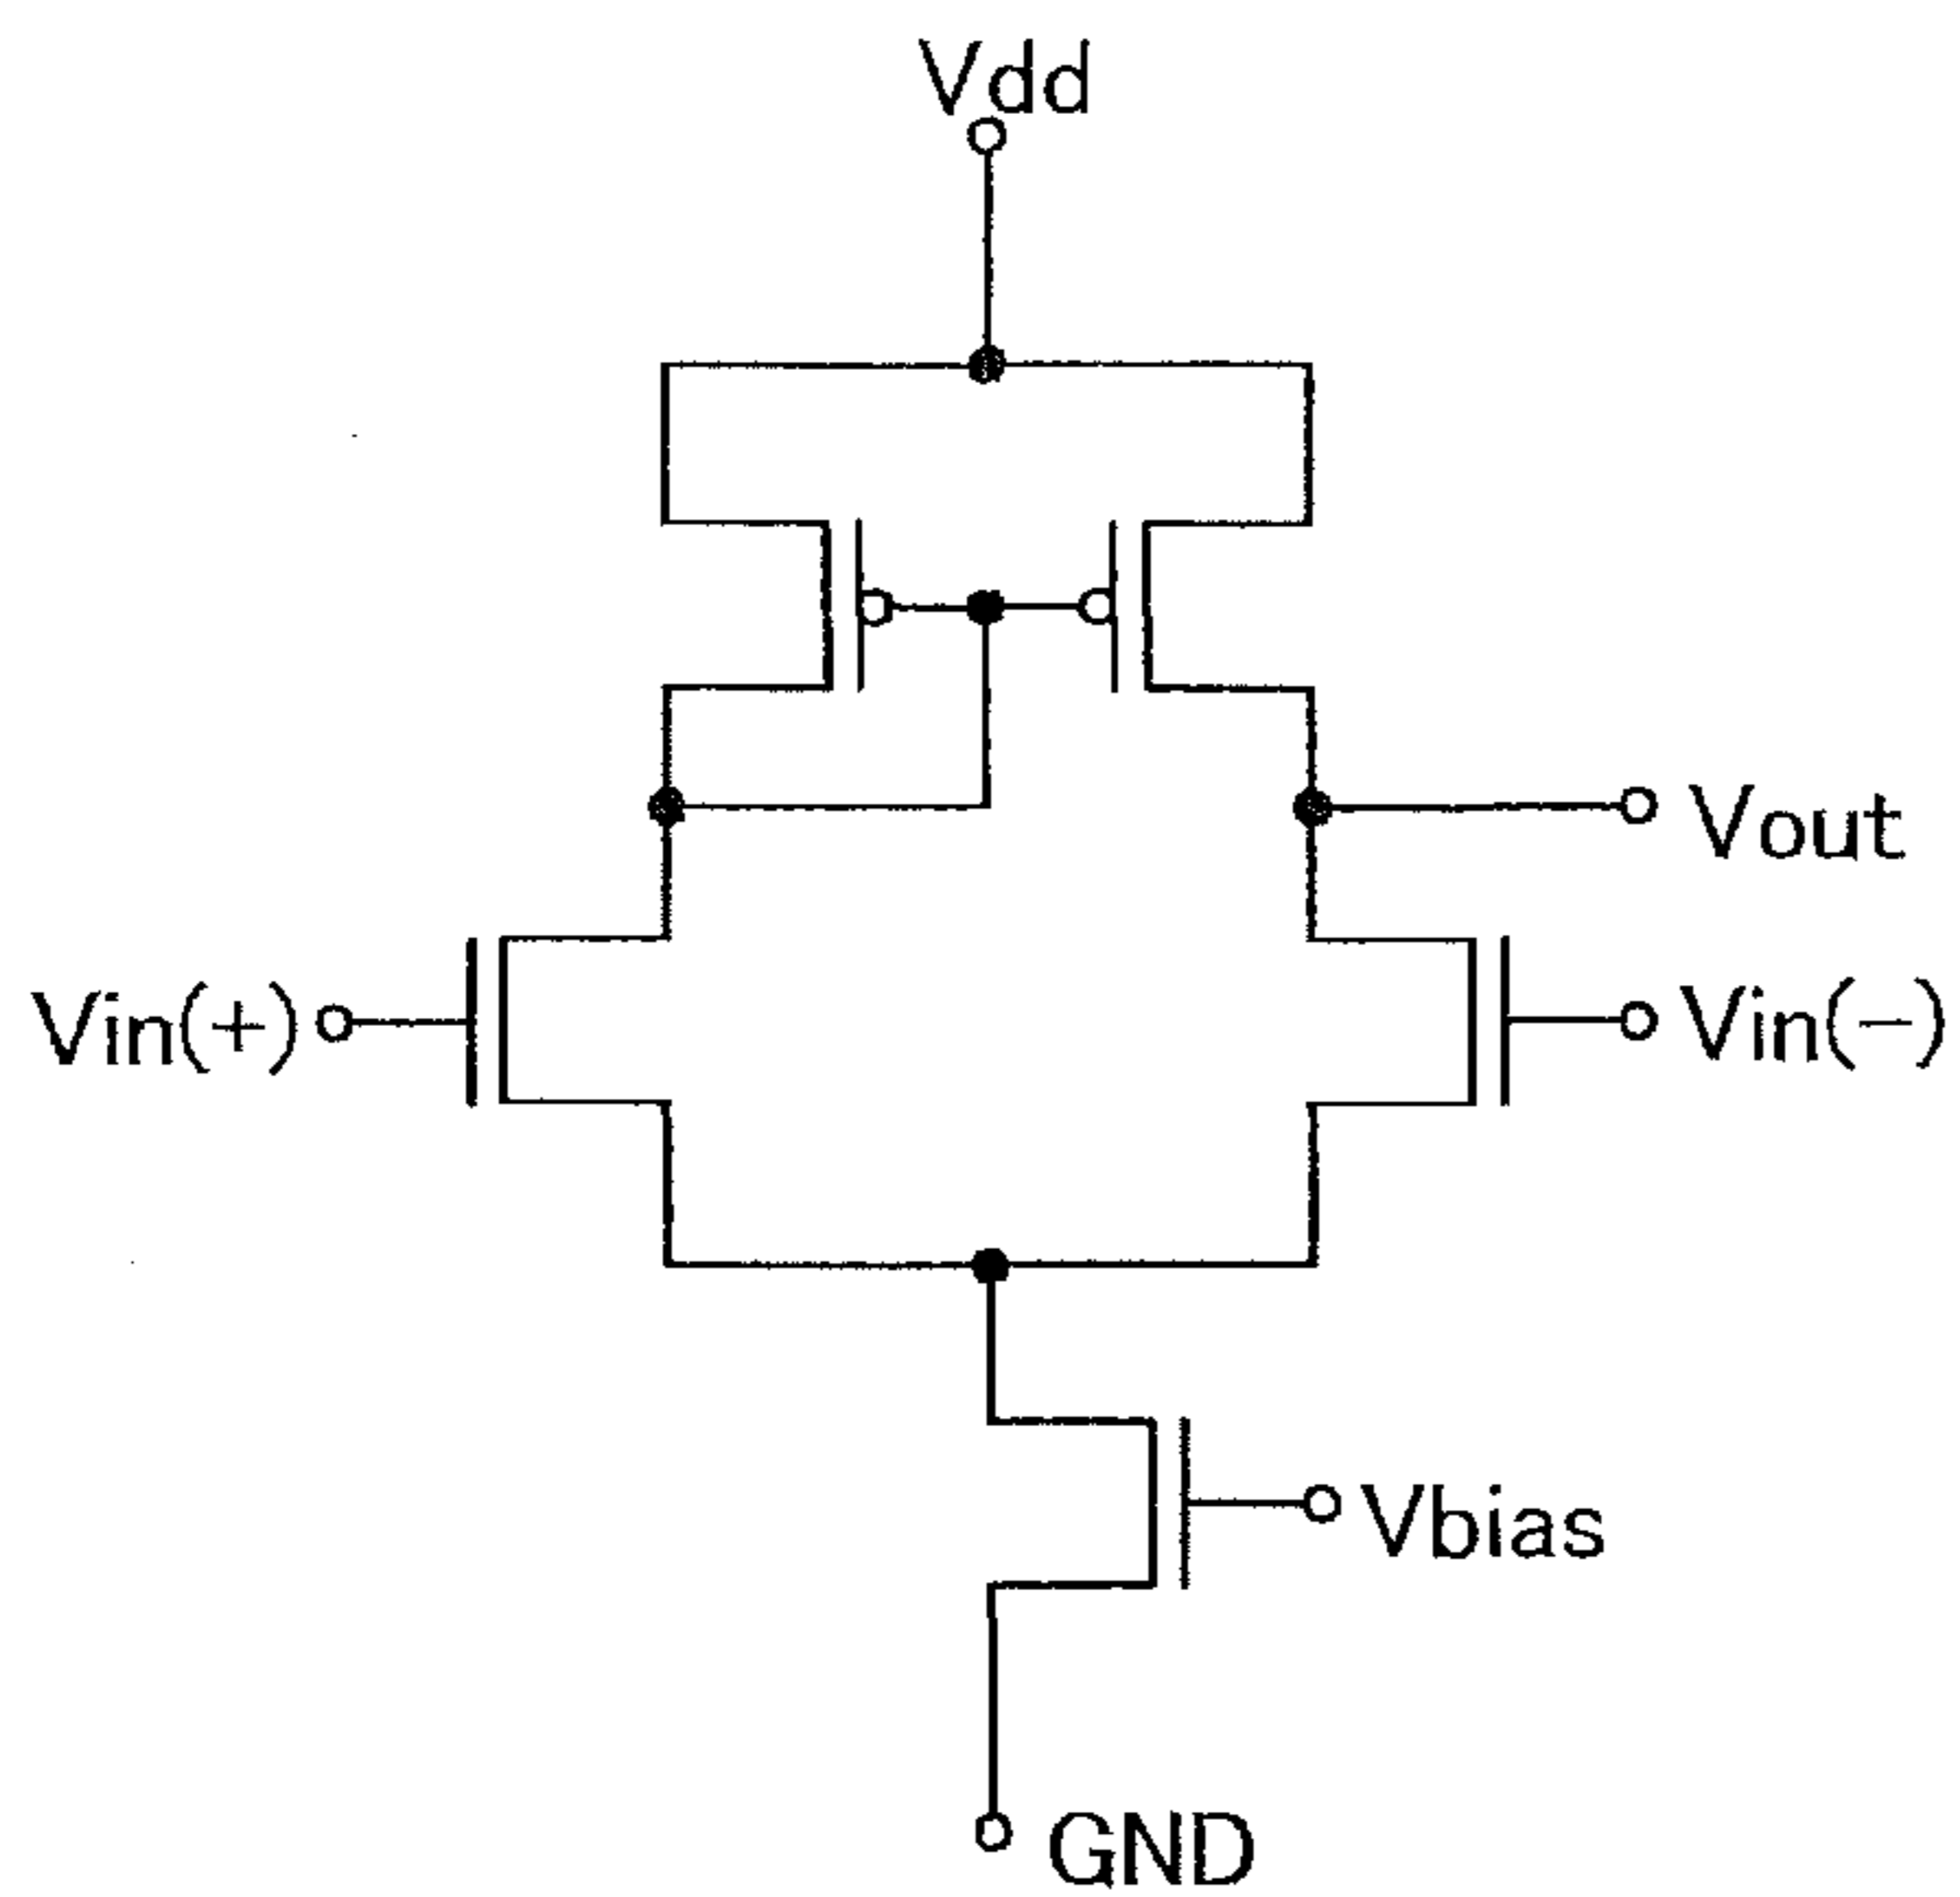 Vdd
Vout
Vin(+)
Vin(−)
Vbias
GND